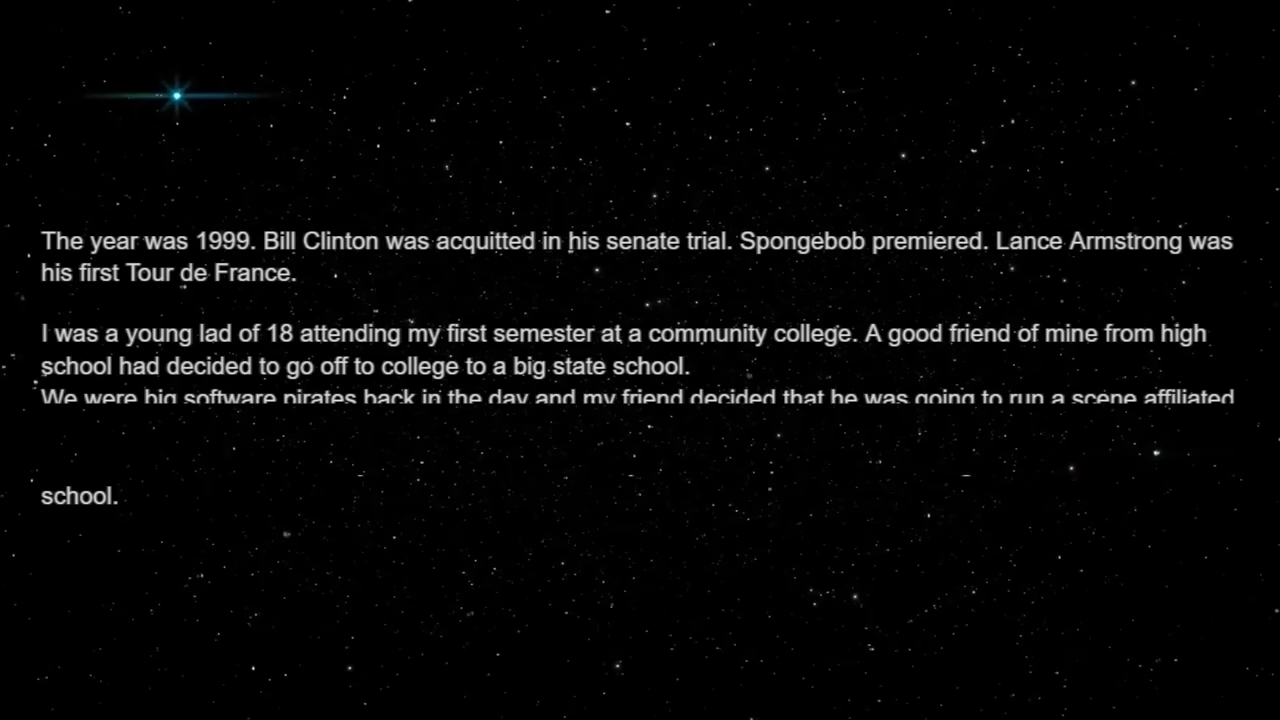 The year was 1999. Bill Clinton was acquitted in his senate trial. Spongebob premiered. Lance Armstrong was
his first Tour de France.
I was a young lad of 18 attending my first semester at a community college. A good friend of mine from high
school had decided to go off to college to a big state school.
We were big software pirates back in the day and my friend decided that he was going to run a scene affiliated
school.